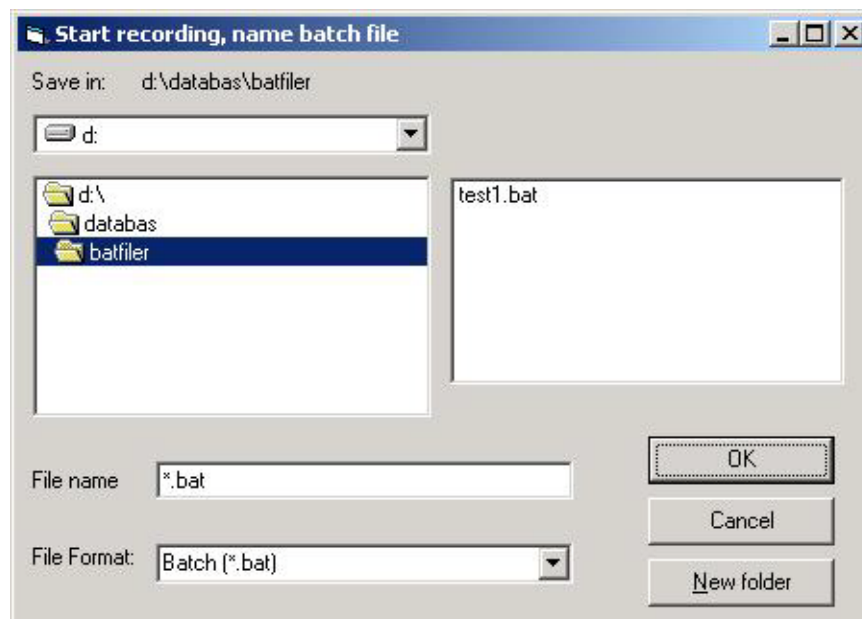 Start recording, name batch file
Save in: d:\databas\batfiler
d:
d:\
databas
batfiler
test1.bat
File name *.bat
File Format: Batch (*.bat)
OK
Cancel
New folder